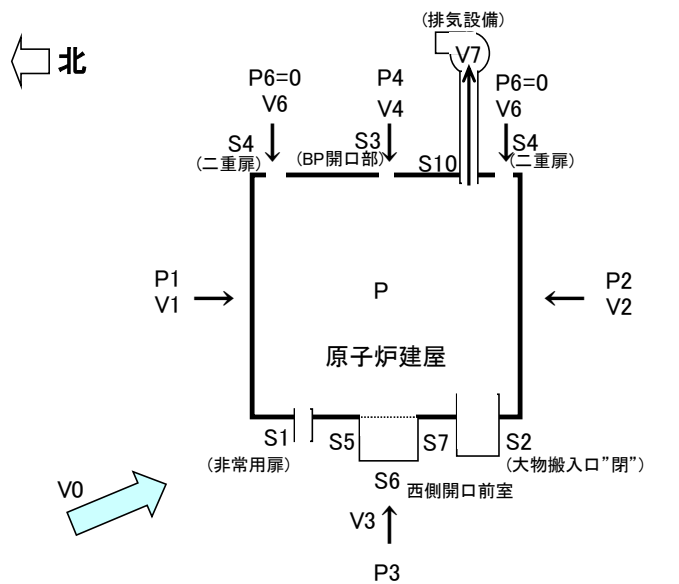 (排気設備)
V7
北
P6=0
V6
P4
V4
P6=0
V6
S4
(二重扉)
S3
(BP開口部)
S10
S4
(二重扉)
P1
V1
P
P2
V2
原子炉建屋
S1
(非常用扉)
S5
S7
S2
(大物搬入口”閉”)
S6
西側開口前室
V0
V3
P3